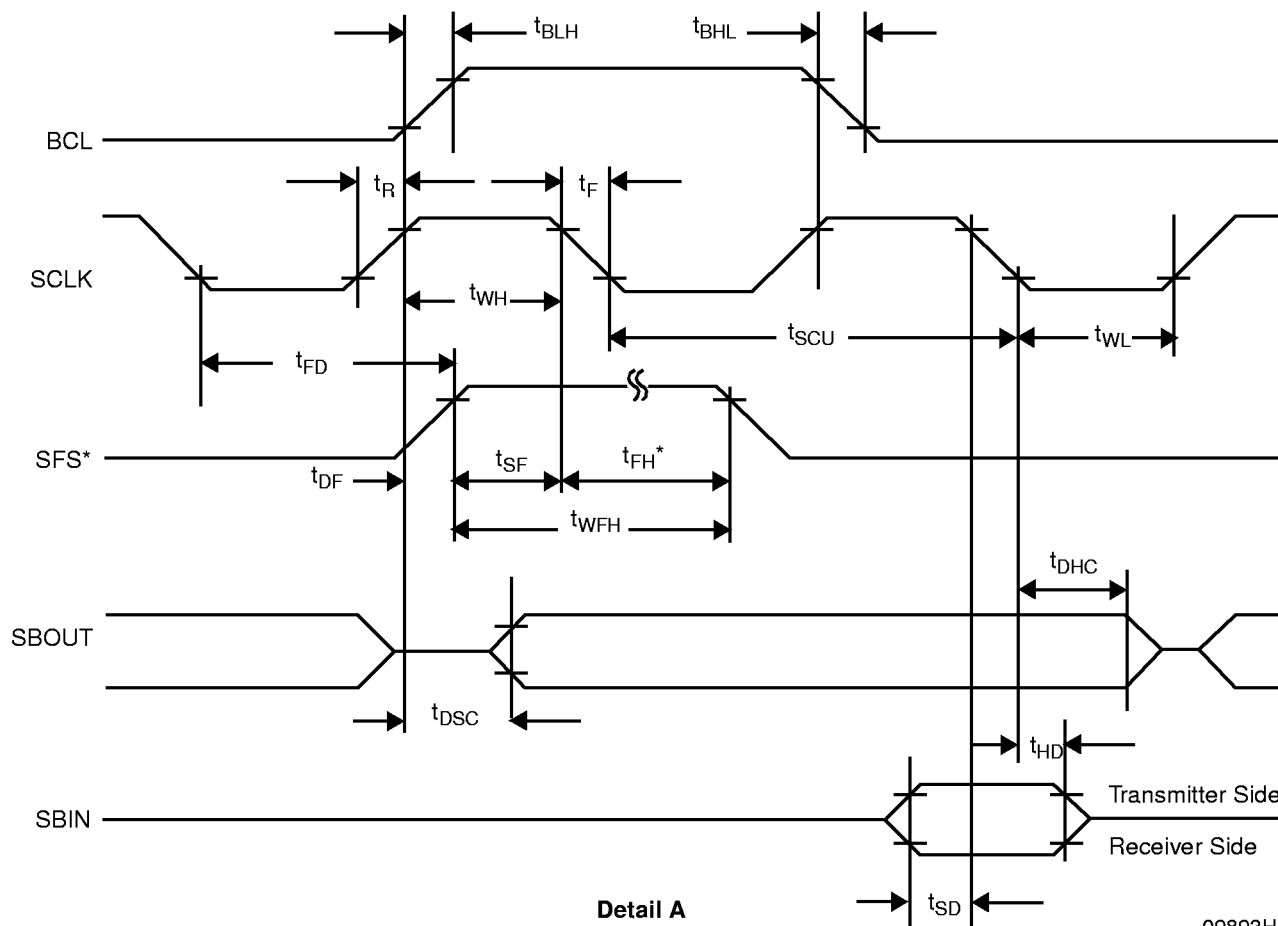 tBLH
tBHL
BCL
tR
tF
SCLK
tWH
tSCU
tWL
tFD
SFS*
tDF
tSF
tFH*
tWFH
tDHC
SBOUT
tDSC
tHD
Transmitter Side
SBIN
Receiver Side
tSD
Detail A